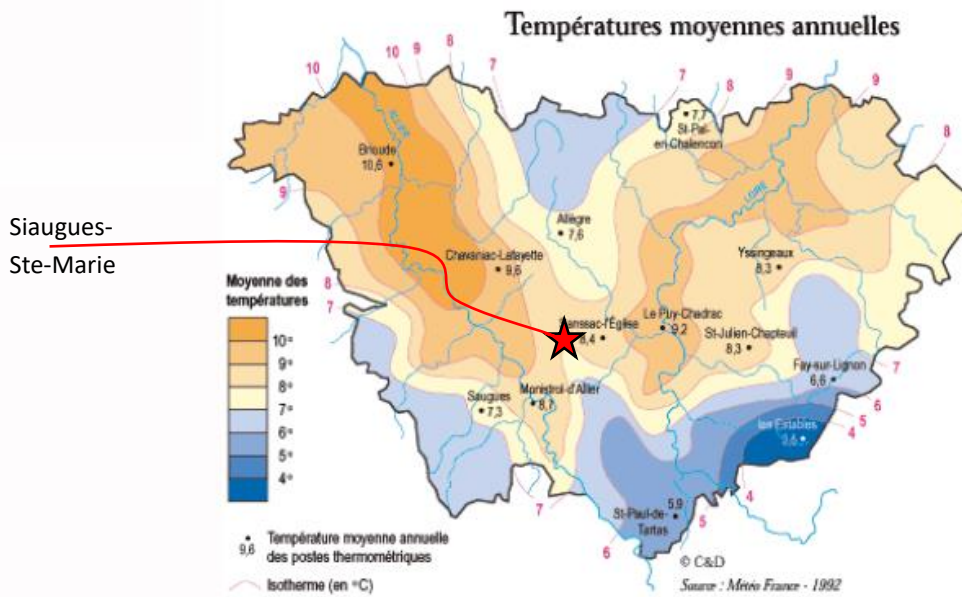 Températures moyennes annuelles
10
10
9
8
7
7
8
9
9
8
9
8
7
ALLIER
LOIRE
Brioude
10,6
7,7
St-Pal-
en-Chalencon
Allègre
7,6
Siaugues-
Ste-Marie
Chavaniac-Lafayette
9,6
Yssingeaux
8,3
Le Puy-Chadrac
9,2
8,4
St-Julien-Chapteuil
8,3
Fay-sur-Lignon
6,6
Monistrol-d'Allier
8,7
Saugues
7,3
Les Estables
3,6
St-Paul-de-
Tartas
5,9
7
6
5
4
4
5
6
7
Moyenne des
températures
10°
9°
8°
7°
6°
5°
4°
9,6
Température moyenne annuelle
des postes thermométriques
Isotherme (en °C)
© C&D
Source : Météo France - 1992